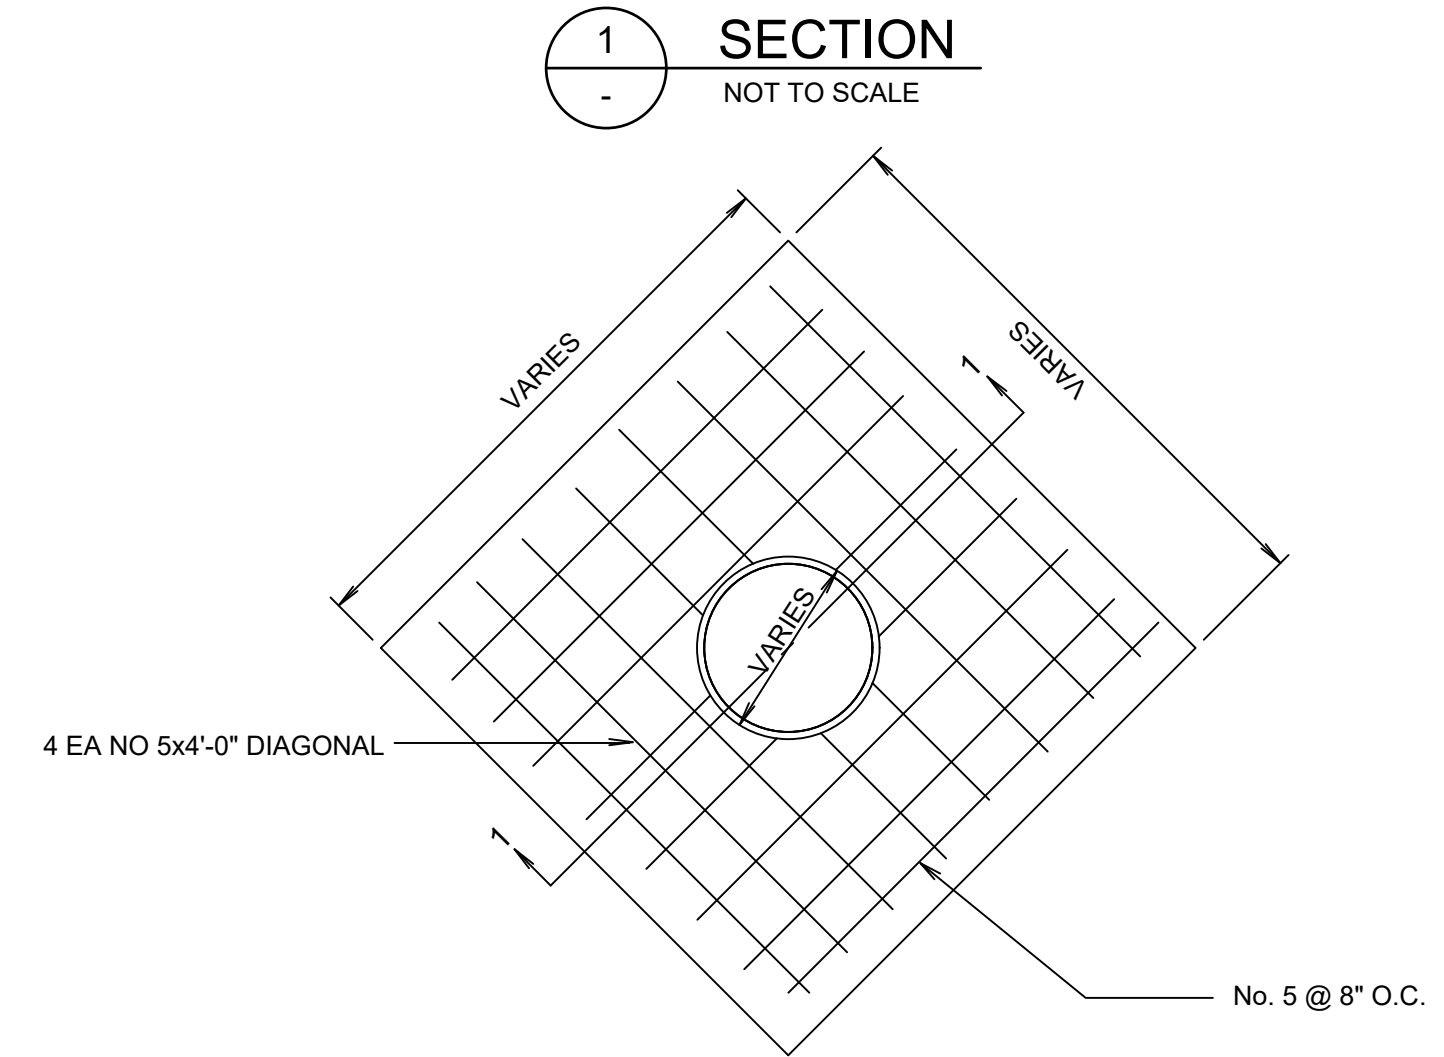 1
SECTION
-
NOT TO SCALE
VARIES
VARIES
1
VARIES
4 EA NO 5x4'-0" DIAGONAL
1
No. 5 @ 8" O.C.